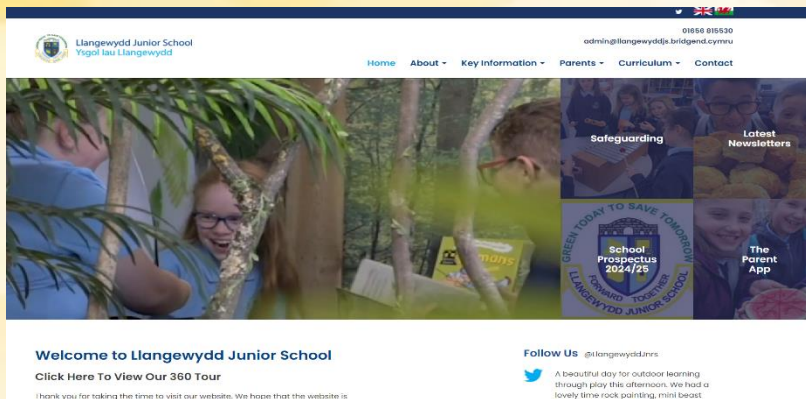 01656 815530
admin@llangewyddjs.bridgend.cymru
Llangewydd Junior School
Ysgol Iau Llangewydd
Home About Key Information Parents Curriculum Contact
Safeguarding
Latest
Newsletters
GREEN TODAY TO SAVE TOMORROW
School
Prospectus
2024/25
FORWARD TOGETHER
LLANGEWYDD JUNIOR SCHOOL
The
Parent
App
Welcome to Llangewydd Junior School
Click Here To View Our 360 Tour
Thank you for taking the time to visit our website. We hope that the website is
Follow Us @LlangewyddJnrs
A beautiful day for outdoor learning
through play this afternoon. We had a
lovely time rock painting, mini beast